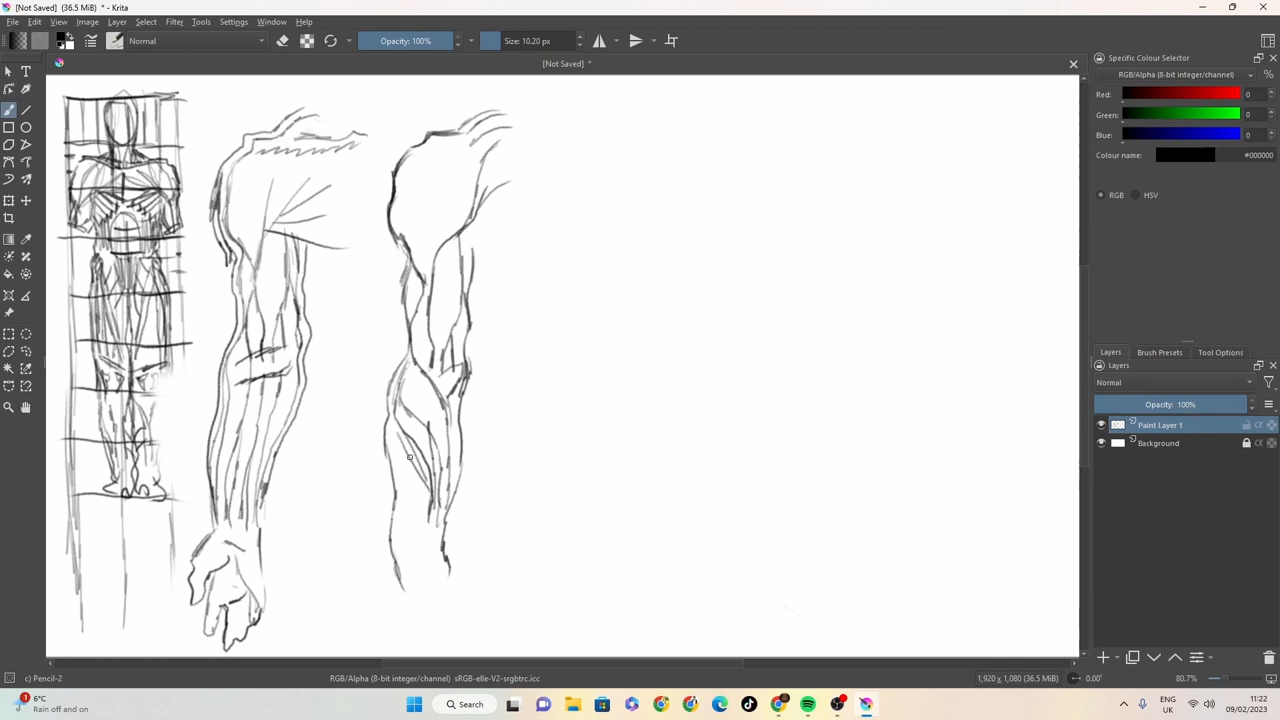 [Not Saved]  (36.5 MiB)  * - Krita
File Edit View Image Layer Select Filter Tools Settings Window Help
Normal Opacity: 100% Size: 10.20 px
[Not Saved]  *
Specific Colour Selector
RGB/Alpha (8-bit integer/channel) %
Red: 0
Green: 0
Blue: 0
Colour name: #000000
RGB HSV
Layers Brush Presets Tool Options
Layers
Normal
Opacity:  100%
Paint Layer 1
Background
c) Pencil-2 RGB/Alpha (8-bit integer/channel)  sRGB-elle-V2-srgbtrc.icc 1,920 x 1,080 (36.5 MiB) 0.00° 80.7%
1 6°C
Rain off and on
Search
ENG
UK
11:22
09/02/2023